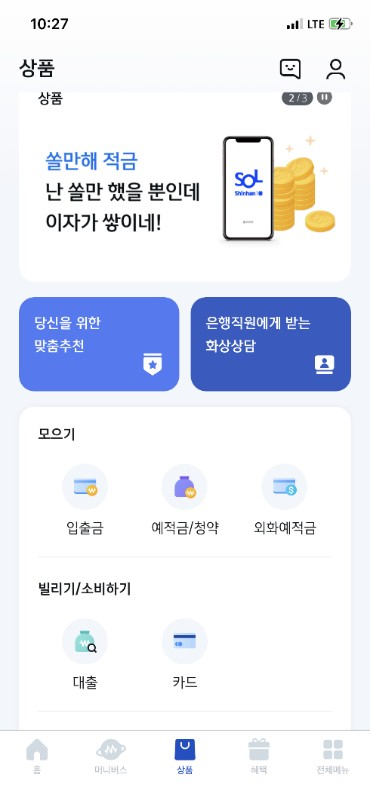 10:27
LTE
상품
상품
2/3
쏠만해 적금
난 쏠만 했을 뿐인데
이자가 쌓이네!
SOL
Shinhan
당신을 위한
맞춤추천
은행직원에게 받는
화상상담
모으기
입출금
예적금/청약
외화예적금
빌리기/소비하기
대출
카드
홈
머니버스
상품
혜택
전체메뉴